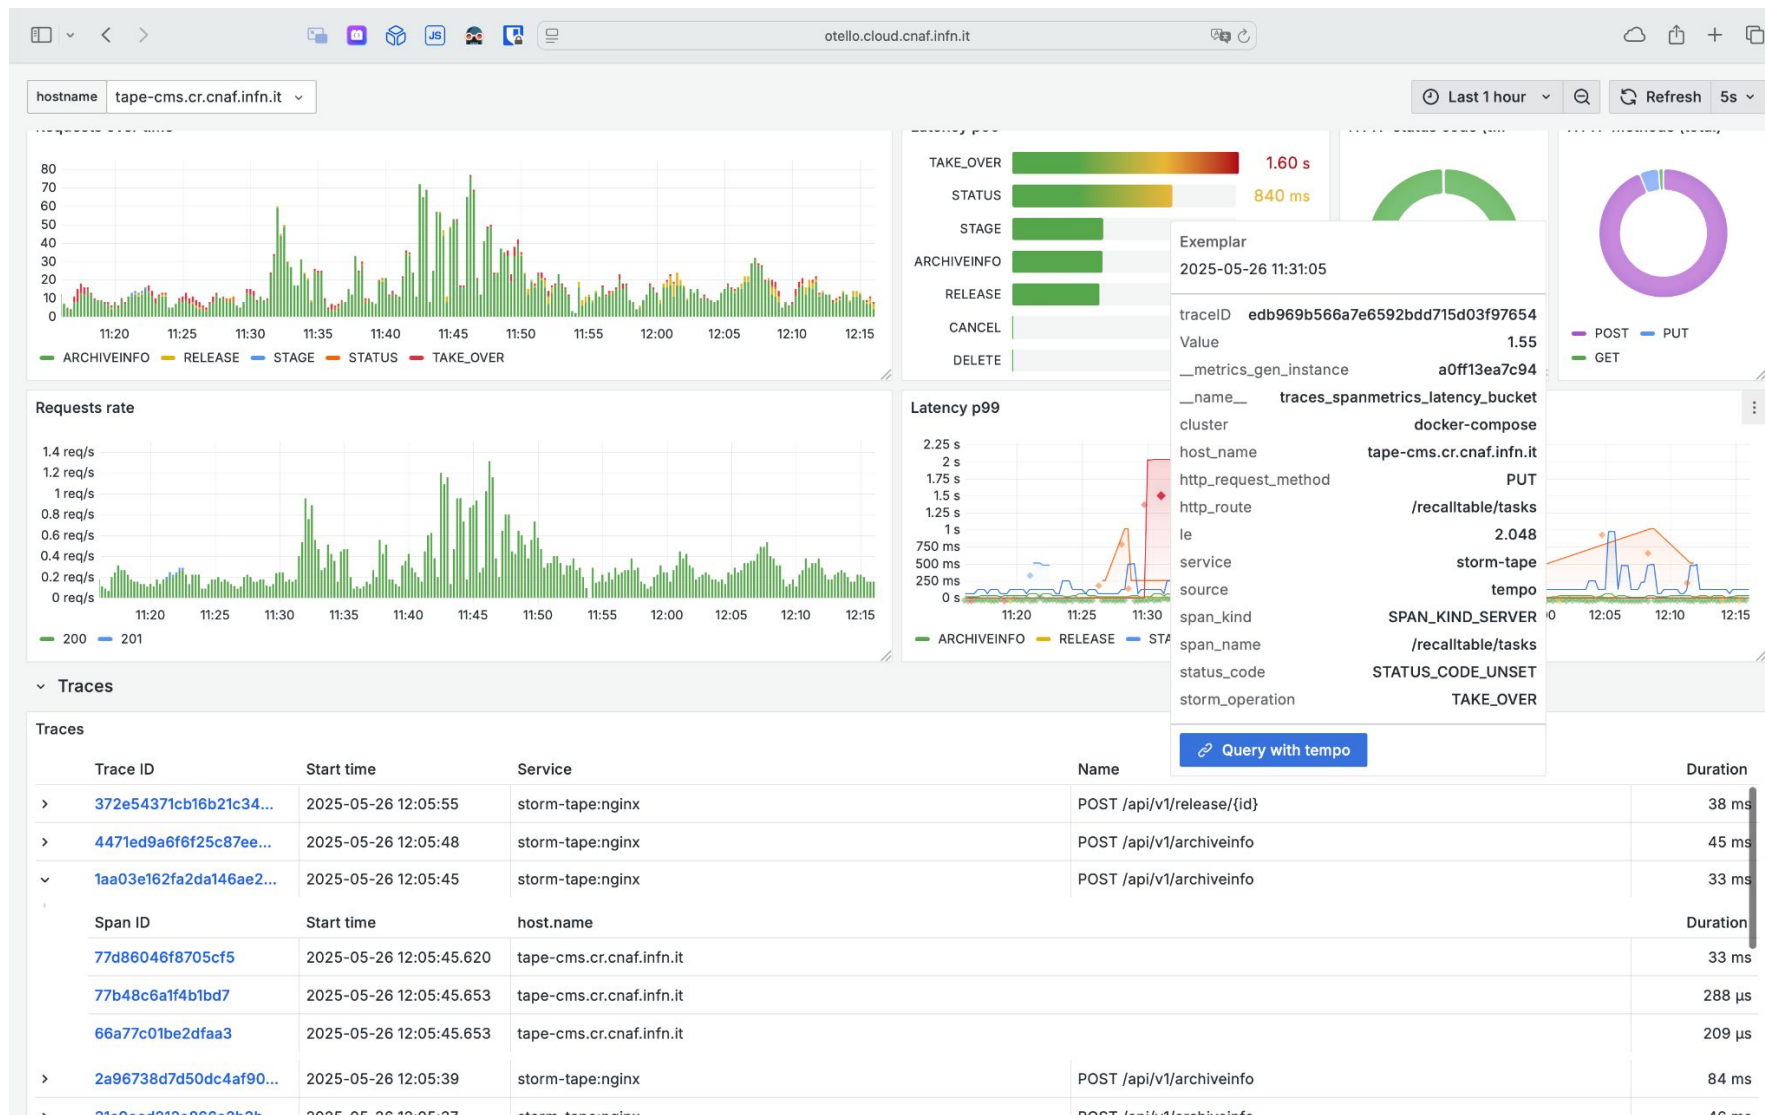 otello.cloud.cnaf.infn.it
hostname tape-cms.cr.cnaf.infn.it Last 1 hour Refresh 5s
Requests over time
80
70
60
50
40
30
20
10
0
11:20 11:25 11:30 11:35 11:40 11:45 11:50 11:55 12:00 12:05 12:10 12:15
ARCHIVEINFO RELEASE STAGE STATUS TAKE_OVER
TAKE_OVER 1.60 s
STATUS 840 ms
STAGE
ARCHIVEINFO
RELEASE
CANCEL
DELETE
POST PUT
GET
Requests rate
1.4 req/s
1.2 req/s
1 req/s
0.8 req/s
0.6 req/s
0.4 req/s
0.2 req/s
0 req/s
11:20 11:25 11:30 11:35 11:40 11:45 11:50 11:55 12:00 12:05 12:10 12:15
200 201
Latency p99
2.25 s
2 s
1.75 s
1.5 s
1.25 s
1 s
750 ms
500 ms
250 ms
0 s
11:20 11:25 11:30 12:05 12:10 12:15
ARCHIVEINFO RELEASE STA
Exemplar
2025-05-26 11:31:05
traceID edb969b566a7e6592bdd715d03f97654
Value 1.55
__metrics_gen_instance a0ff13ea7c94
__name__ traces_spanmetrics_latency_bucket
cluster docker-compose
host_name tape-cms.cr.cnaf.infn.it
http_request_method PUT
http_route /recalltable/tasks
le 2.048
service storm-tape
source tempo
span_kind SPAN_KIND_SERVER
span_name /recalltable/tasks
status_code STATUS_CODE_UNSET
storm_operation TAKE_OVER
Query with tempo
Traces
Traces
Trace ID Start time Service Name Duration
372e54371cb16b21c34... 2025-05-26 12:05:55 storm-tape:nginx POST /api/v1/release/{id} 38 ms
4471ed9a6f6f25c87ee... 2025-05-26 12:05:48 storm-tape:nginx POST /api/v1/archiveinfo 45 ms
1aa03e162fa2da146ae2... 2025-05-26 12:05:45 storm-tape:nginx POST /api/v1/archiveinfo 33 ms
Span ID Start time host.name Duration
77d86046f8705cf5 2025-05-26 12:05:45.620 tape-cms.cr.cnaf.infn.it 33 ms
77b48c6a1f4b1bd7 2025-05-26 12:05:45.653 tape-cms.cr.cnaf.infn.it 288 µs
66a77c01be2dfaa3 2025-05-26 12:05:45.653 tape-cms.cr.cnaf.infn.it 209 µs
2a96738d7d50dc4af90... 2025-05-26 12:05:39 storm-tape:nginx POST /api/v1/archiveinfo 84 ms